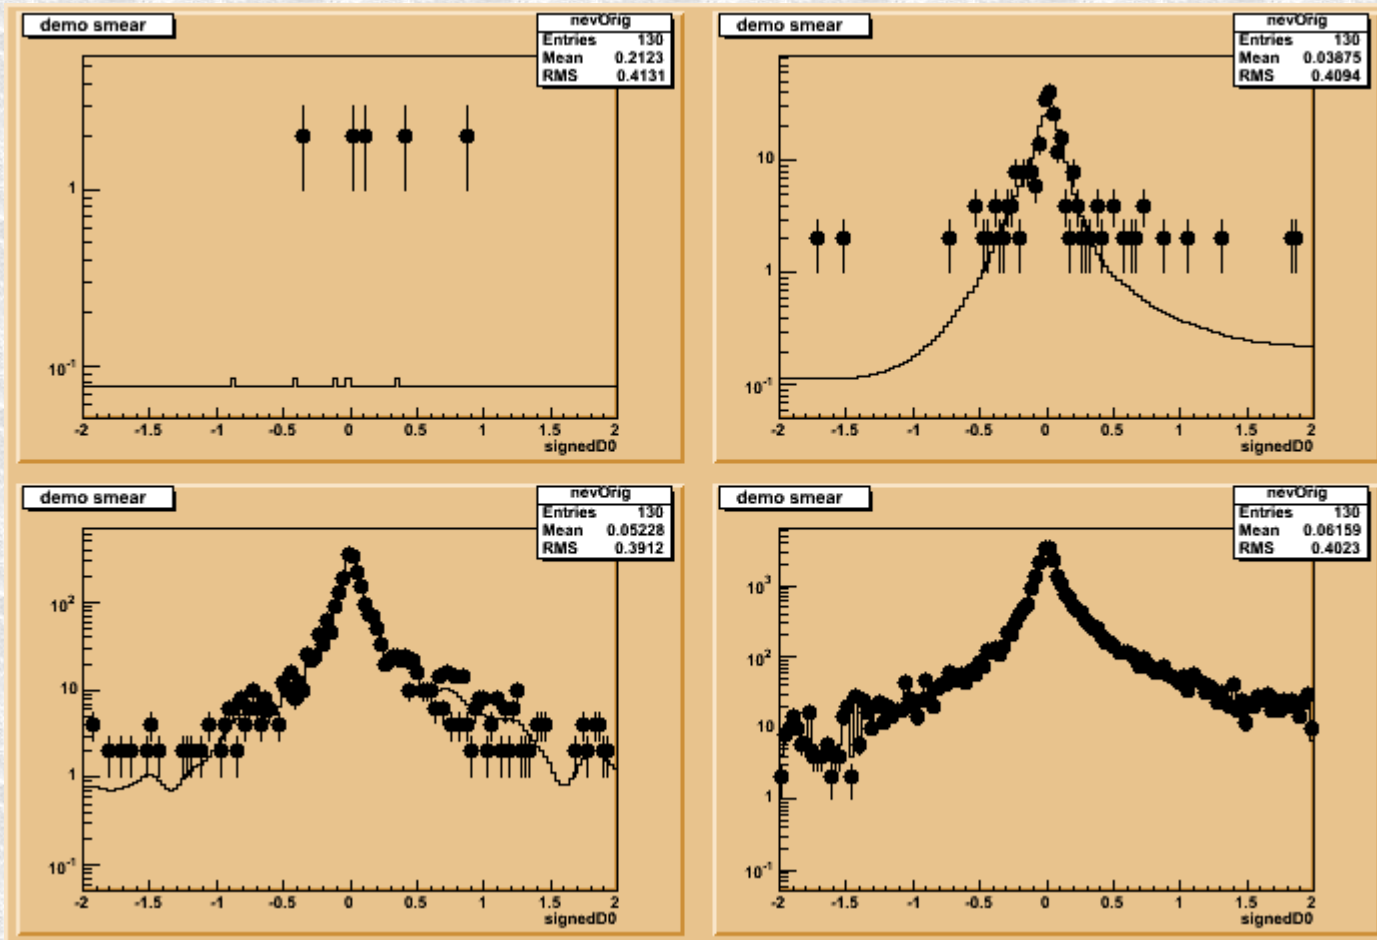 demo smear
nevOrig
Entries 130
Mean 0.2123
RMS 0.4131
1
10-1
-2 -1.5 -1 -0.5 0 0.5 1 1.5 2
signedD0
demo smear
nevOrig
Entries 130
Mean 0.03875
RMS 0.4094
10
1
10-1
-2 -1.5 -1 -0.5 0 0.5 1 1.5 2
signedD0
demo smear
nevOrig
Entries 130
Mean 0.05228
RMS 0.3912
102
10
1
10-1
-2 -1.5 -1 -0.5 0 0.5 1 1.5 2
signedD0
demo smear
nevOrig
Entries 130
Mean 0.06159
RMS 0.4023
103
102
10
1
10-1
-2 -1.5 -1 -0.5 0 0.5 1 1.5 2
signedD0